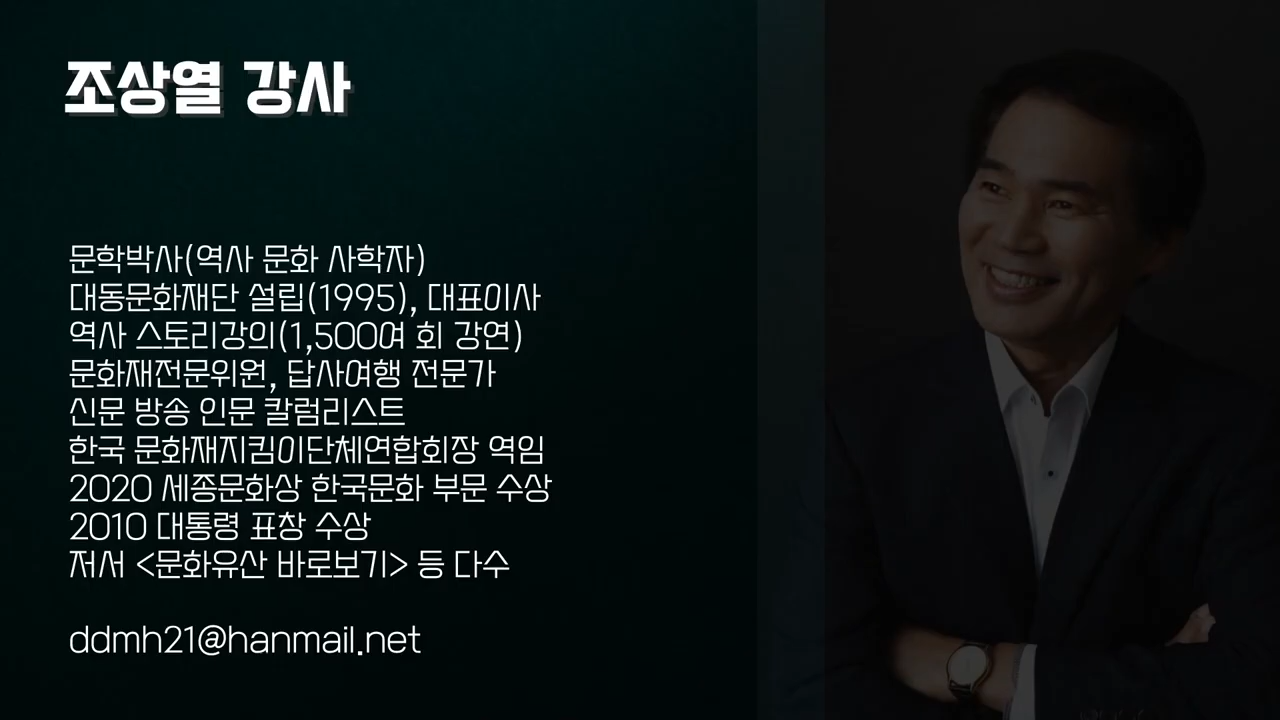 조상열 강사
문학박사(역사 문화 사학자)
대동문화재단 설립(1995), 대표이사
역사 스토리강의(1,500여 회 강연)
문화재전문위원, 답사여행 전문가
신문 방송 인문 칼럼리스트
한국 문화재지킴이단체연합회장 역임
2020 세종문화상 한국문화 부문 수상
2010 대통령 표창 수상
저서 <문화유산 바로보기> 등 다수
ddmh21@hanmail.net